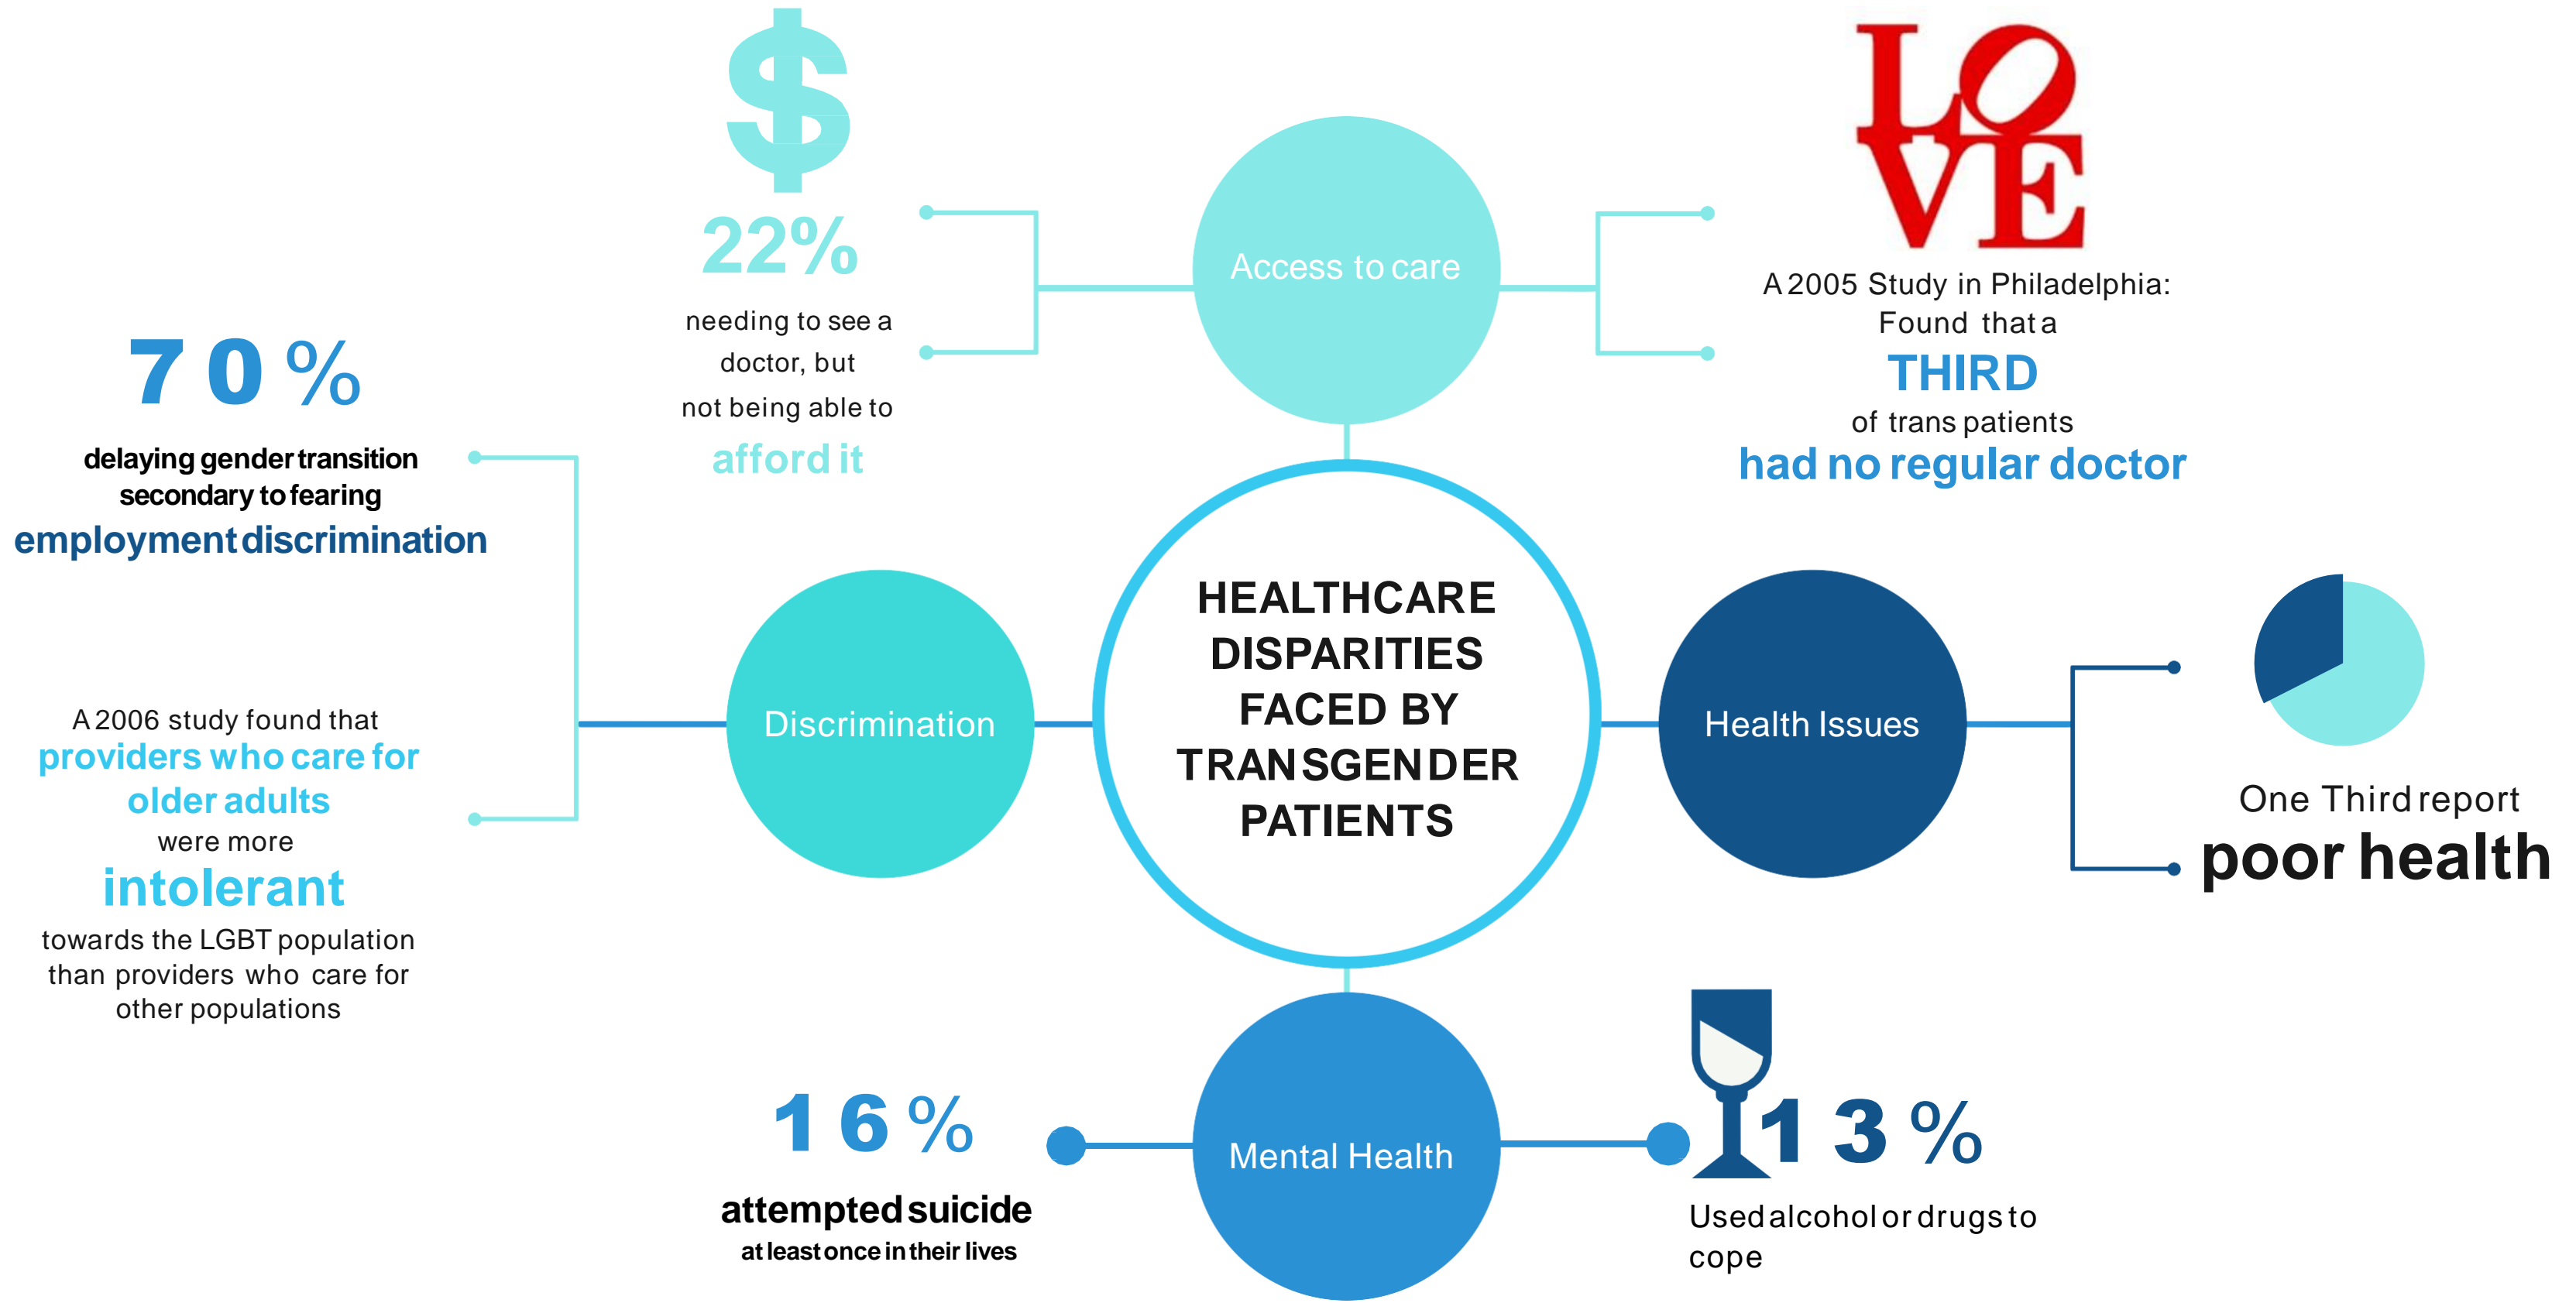 $
22%
needing to see a
doctor, but
not being able to
afford it
Access to care
LO
VE
A 2005 Study in Philadelphia:
Found that a
THIRD
of trans patients
had no regular doctor
70%
delaying gender transition
secondary to fearing
employment discrimination
A 2006 study found that
providers who care for
older adults
were more
intolerant
towards the LGBT population
than providers who care for
other populations
Discrimination
HEALTHCARE
DISPARITIES
FACED BY
TRANSGENDER
PATIENTS
Health Issues
One Third report
poor health
16%
attempted suicide
at least once in their lives
Mental Health
13%
Used alcohol or drugs to
cope